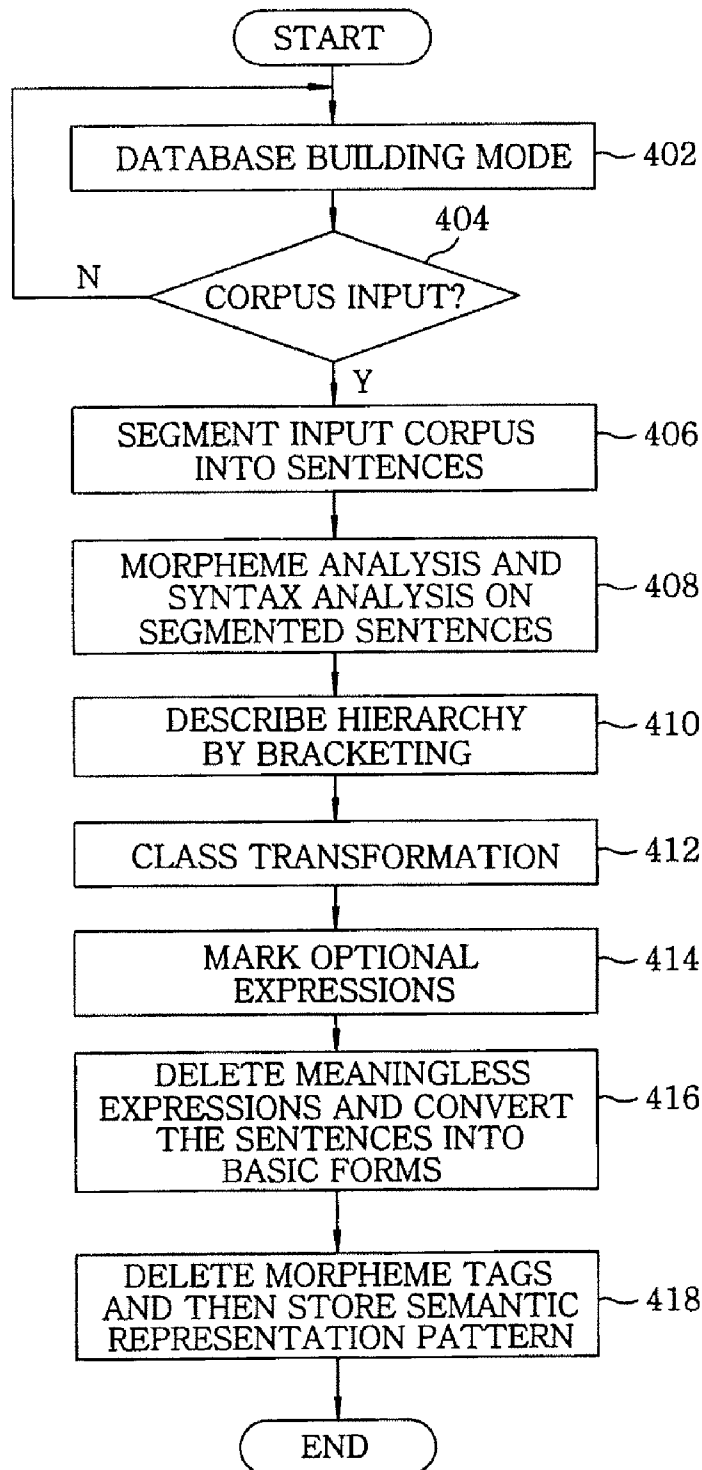 START
DATABASE BUILDING MODE
402
404
N
CORPUS INPUT?
Y
SEGMENT INPUT CORPUS
INTO SENTENCES
406
MORPHEME ANALYSIS AND
SYNTAX ANALYSIS ON
SEGMENTED SENTENCES
408
DESCRIBE HIERARCHY
BY BRACKETING
410
CLASS TRANSFORMATION
412
MARK OPTIONAL
EXPRESSIONS
414
DELETE MEANINGLESS
EXPRESSIONS AND CONVERT
THE SENTENCES INTO
BASIC FORMS
416
DELETE MORPHEME TAGS
AND THEN STORE SEMANTIC
REPRESENTATION PATTERN
418
END